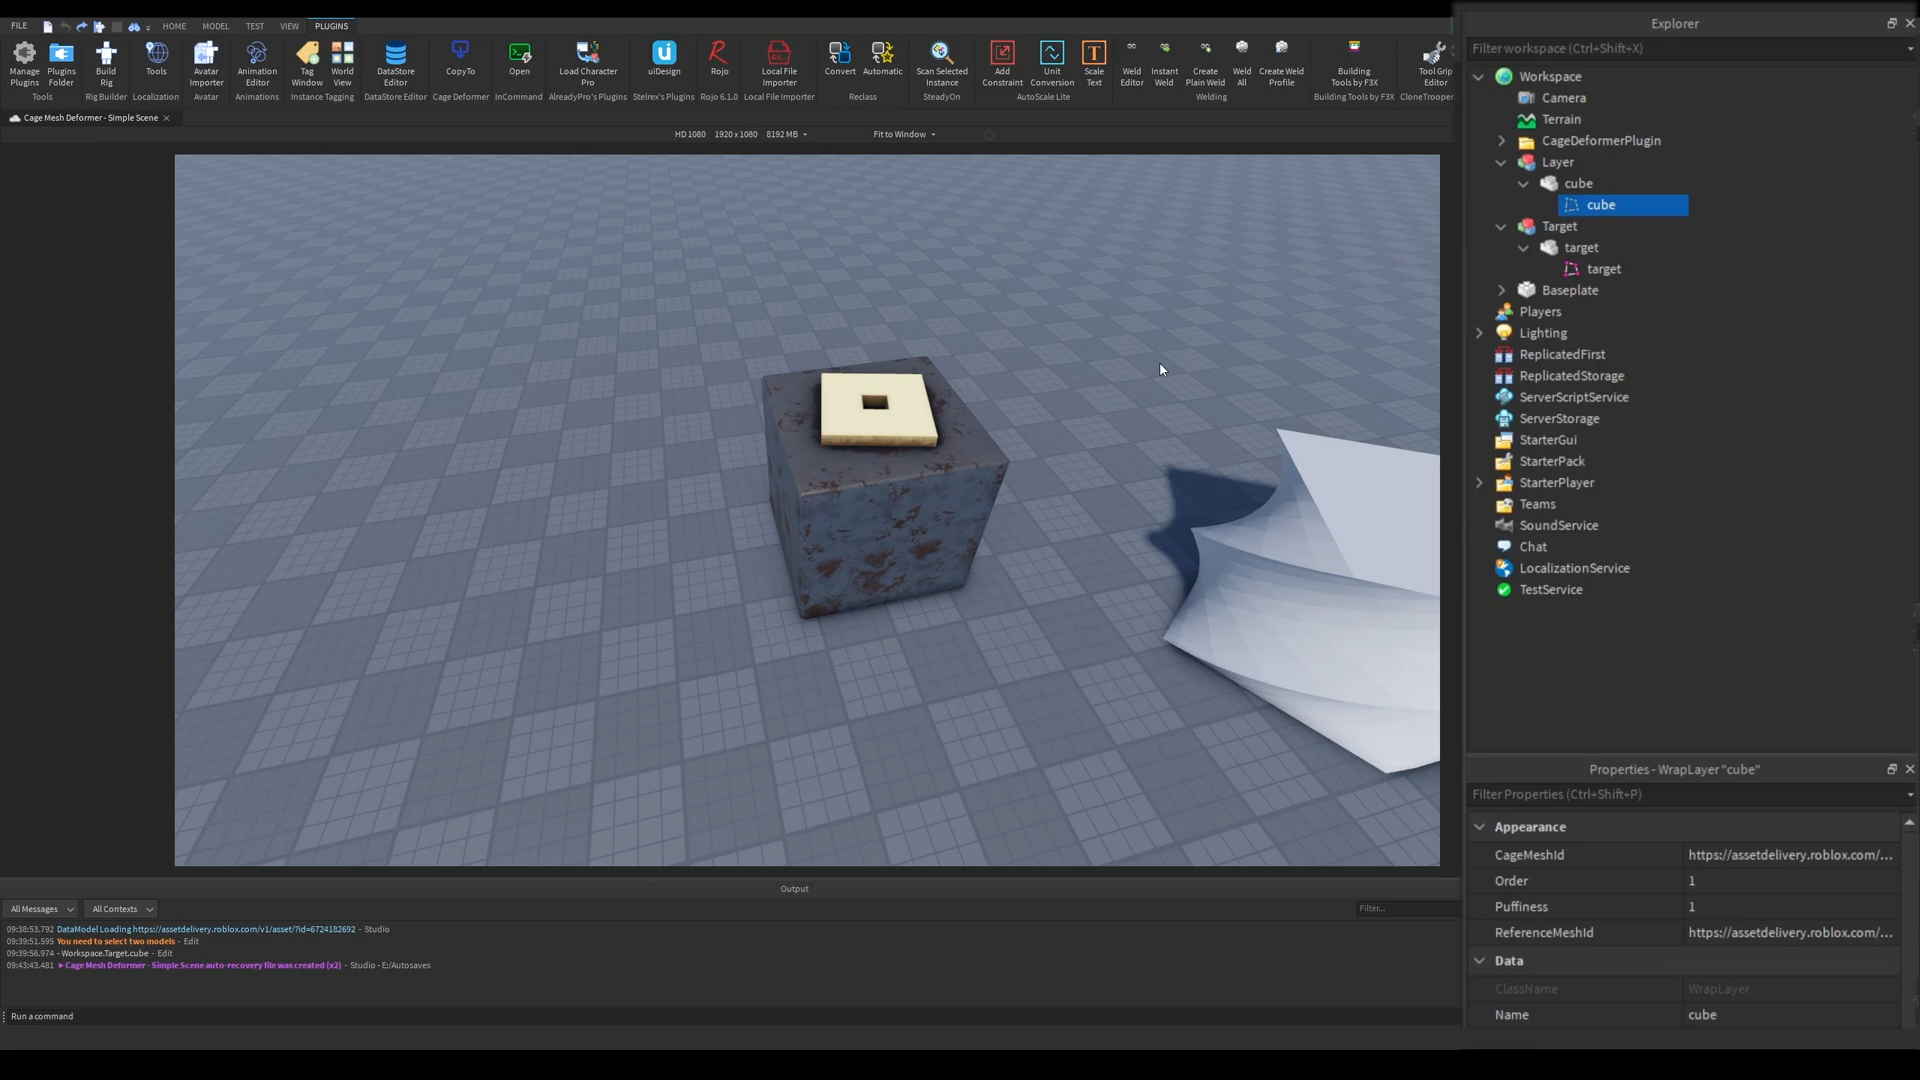 FILE HOME MODEL TEST VIEW PLUGINS
Manage Plugins
Plugins Folder
Build Rig
Tools
Avatar Importer
Animation Editor
Tag Window
World View
DataStore Editor
CopyTo
Open
Load Character Pro
ui
uiDesign
Rojo
Local File Importer
Convert
Automatic
Scan Selected Instance
Add Constraint
Unit Conversion
Scale Text
Weld Editor
Instant Weld
Create Plain Weld
Weld All
Create Weld Profile
Building Tools by F3X
Tool Grip Editor
Tools Rig Builder Localization Avatar Animations Instance Tagging DataStore Editor Cage Deformer InCommand AlreadyPro's Plugins Stelrex's Plugins Rojo 6.1.0 Local File Importer Reclass SteadyOn AutoScale Lite Welding Building Tools by F3X CloneTrooper
Cage Mesh Deformer - Simple Scene
HD 1080 1920 x 1080 8192 MB Fit to Window
Output
All Messages All Contexts Filter...
09:38:53.792 DataModel Loading https://assetdelivery.roblox.com/v1/asset/?id=6724182692 - Studio
09:39:51.595 You need to select two models - Edit
09:39:56.974 - Workspace.Target.cube - Edit
09:43:43.481 ▸ Cage Mesh Deformer - Simple Scene auto-recovery file was created (x2) - Studio - E:/Autosaves
Run a command
Explorer
Filter workspace (Ctrl+Shift+X)
Workspace
Camera
Terrain
CageDeformerPlugin
Layer
cube
cube
Target
target
target
Baseplate
Players
Lighting
ReplicatedFirst
ReplicatedStorage
ServerScriptService
ServerStorage
StarterGui
StarterPack
StarterPlayer
Teams
SoundService
Chat
LocalizationService
TestService
Properties - WrapLayer "cube"
Filter Properties (Ctrl+Shift+P)
Appearance
CageMeshId https://assetdelivery.roblox.com/...
Order 1
Puffiness 1
ReferenceMeshId https://assetdelivery.roblox.com/...
Data
ClassName WrapLayer
Name cube